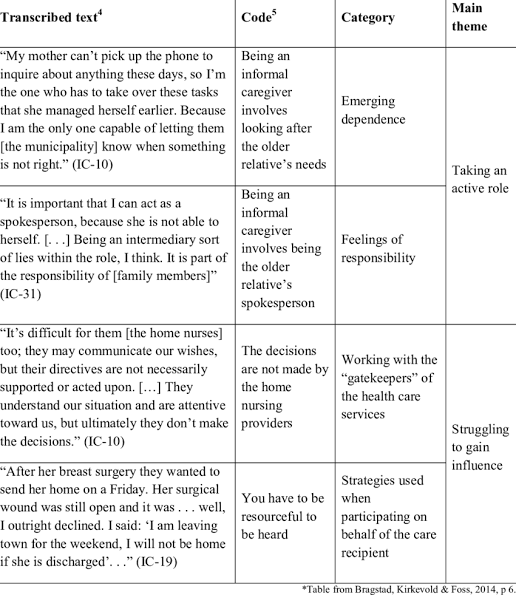 Transcribed text4
Code5
Category
Main
theme
“My mother can’t pick up the phone to
inquire about anything these days, so I’m
the one who has to take over these tasks
that she managed herself earlier. Because
I am the only one capable of letting them
[the municipality] know when something
is not right.” (IC-10)
Being an
informal
caregiver
involves
looking after
the older
relative’s needs
Emerging
dependence
Taking an
active role
“It is important that I can act as a
spokesperson, because she is not able to
herself. [. . .] Being an intermediary sort
of lies within the role, I think. It is part of
the responsibility of [family members]”
(IC-31)
Being an
informal
caregiver
involves being
the older
relative’s
spokesperson
Feelings of
responsibility
“It’s difficult for them [the home nurses]
too; they may communicate our wishes,
but their directives are not necessarily
supported or acted upon. […] They
understand our situation and are attentive
toward us, but ultimately they don’t make
the decisions.” (IC-10)
The decisions
are not made by
the home
nursing
providers
Working with the
“gatekeepers” of
the health care
services
Struggling
to gain
influence
“After her breast surgery they wanted to
send her home on a Friday. Her surgical
wound was still open and it was . . . well,
I outright declined. I said: ‘I am leaving
town for the weekend, I will not be home
if she is discharged’. . .” (IC-19)
You have to be
resourceful to
be heard
Strategies used
when
participating on
behalf of the care
recipient
*Table from Bragstad, Kirkevold & Foss, 2014, p 6.